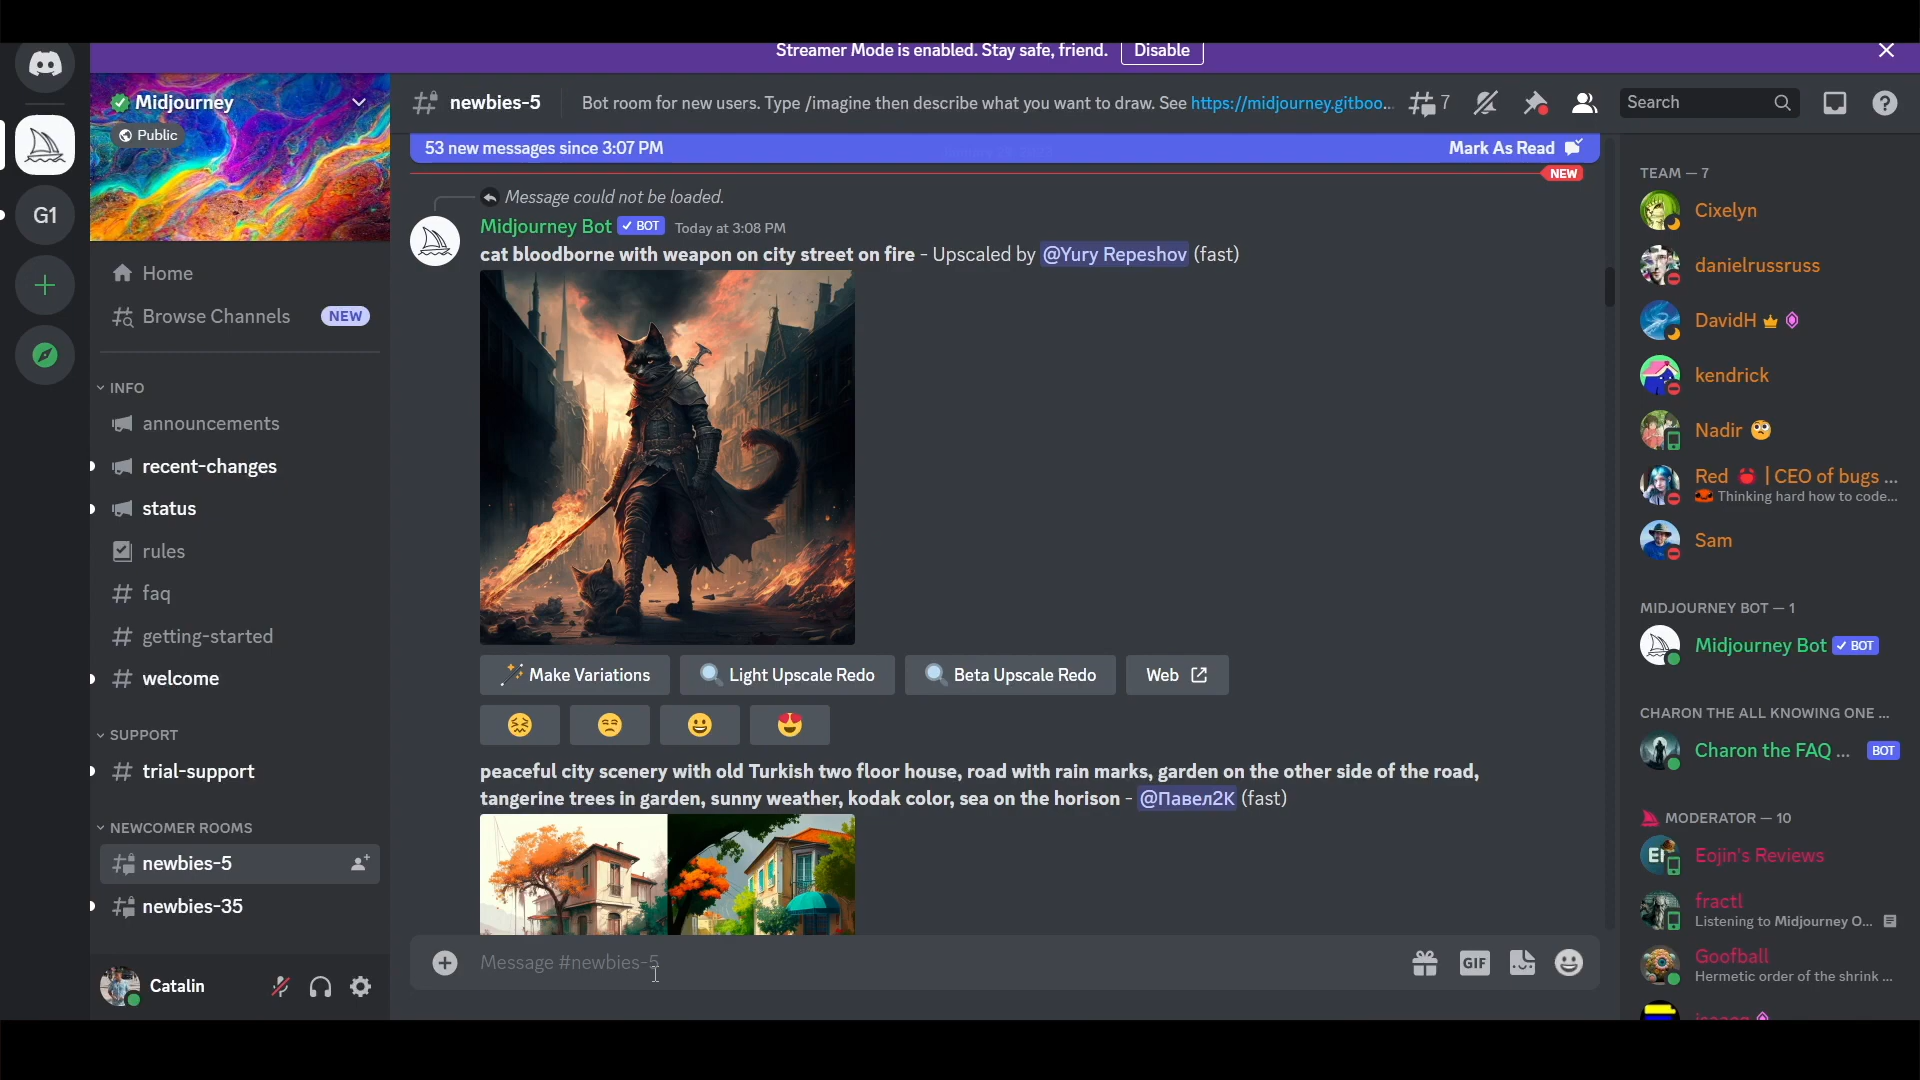 Streamer Mode is enabled. Stay safe, friend. Disable
Midjourney
Public
Home
Browse Channels NEW
INFO
announcements
recent-changes
status
rules
faq
getting-started
welcome
SUPPORT
trial-support
NEWCOMER ROOMS
newbies-5
newbies-35
Catalin
G1
newbies-5 Bot room for new users. Type /imagine then describe what you want to draw. See https://midjourney.gitboo... 7 Search
53 new messages since 3:07 PM Mark As Read
NEW
Message could not be loaded.
Midjourney Bot BOT Today at 3:08 PM
cat bloodborne with weapon on city street on fire - Upscaled by @Yury Repeshov (fast)
Make Variations Light Upscale Redo Beta Upscale Redo Web
peaceful city scenery with old Turkish two floor house, road with rain marks, garden on the other side of the road,
tangerine trees in garden, sunny weather, kodak color, sea on the horison - @Павел2К (fast)
Message #newbies-5 GIF
TEAM — 7
Cixelyn
danielrussruss
DavidH
kendrick
Nadir
Red | CEO of bugs ...
Thinking hard how to code...
Sam
MIDJOURNEY BOT — 1
Midjourney Bot BOT
CHARON THE ALL KNOWING ONE ...
Charon the FAQ ... BOT
MODERATOR — 10
Eojin's Reviews
fractl
Listening to Midjourney O...
Goofball
Hermetic order of the shrink ...